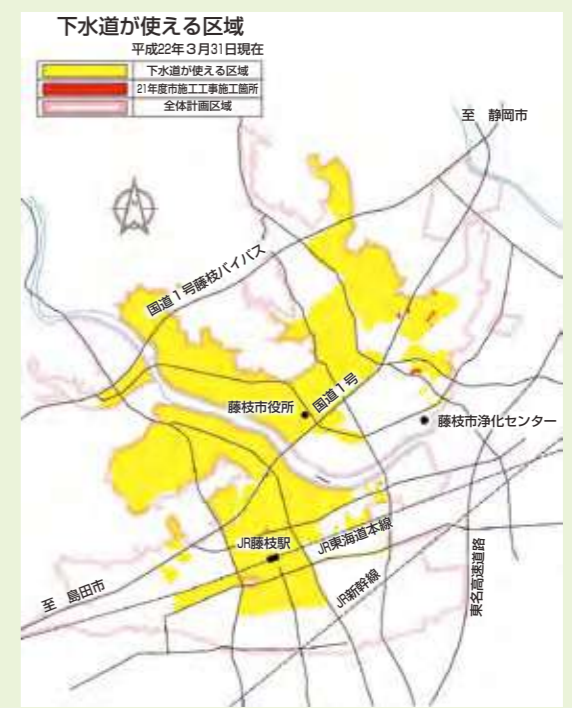 下水道が使える区域
平成22年３月31日現在
下水道が使える区域
21年度市施工工事施工箇所
全体計画区域
至　静岡市
国道１号藤枝バイパス
国道１号
藤枝市役所
藤枝市浄化センター
JR藤枝駅
JR東海道本線
JR新幹線
東名高速道路
至　島田市